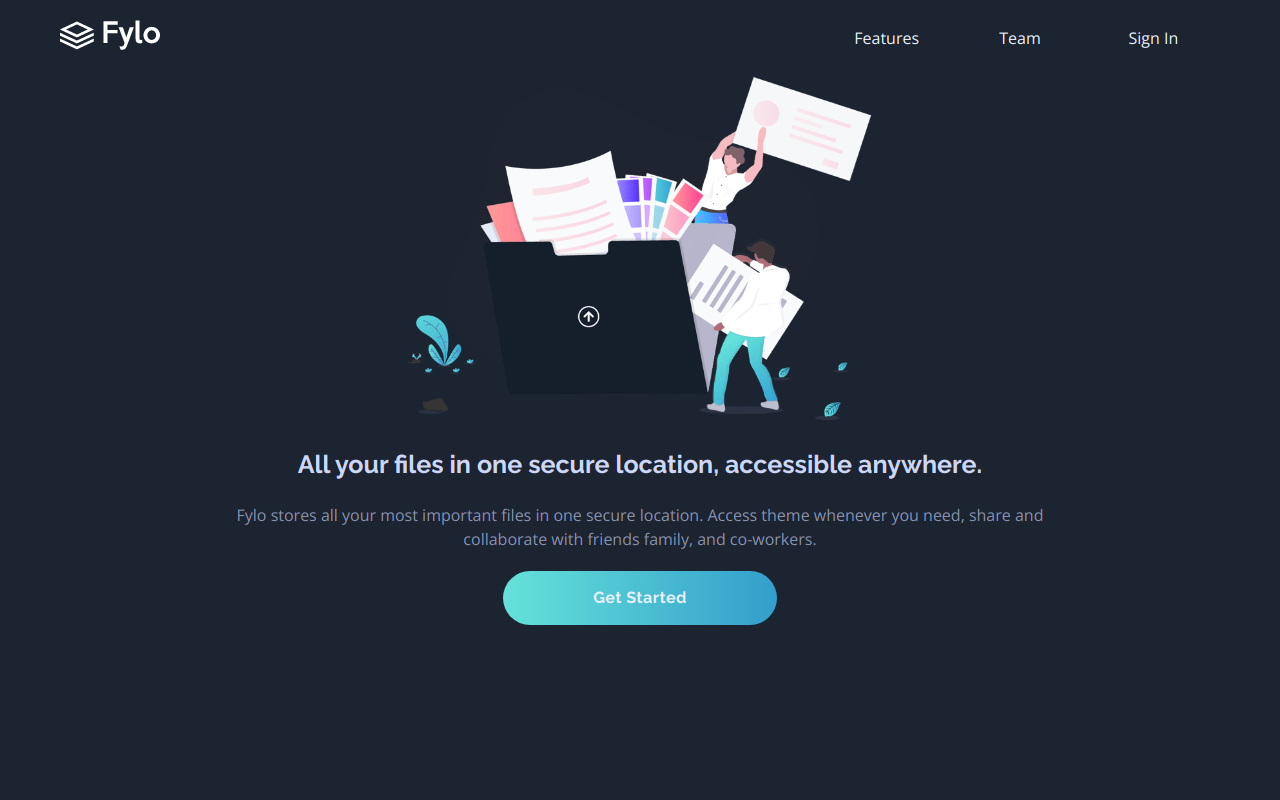 Fylo
Features
Team
Sign In
All your files in one secure location, accessible anywhere.
Fylo stores all your most important files in one secure location. Access theme whenever you need, share and
collaborate with friends family, and co-workers.
Get Started